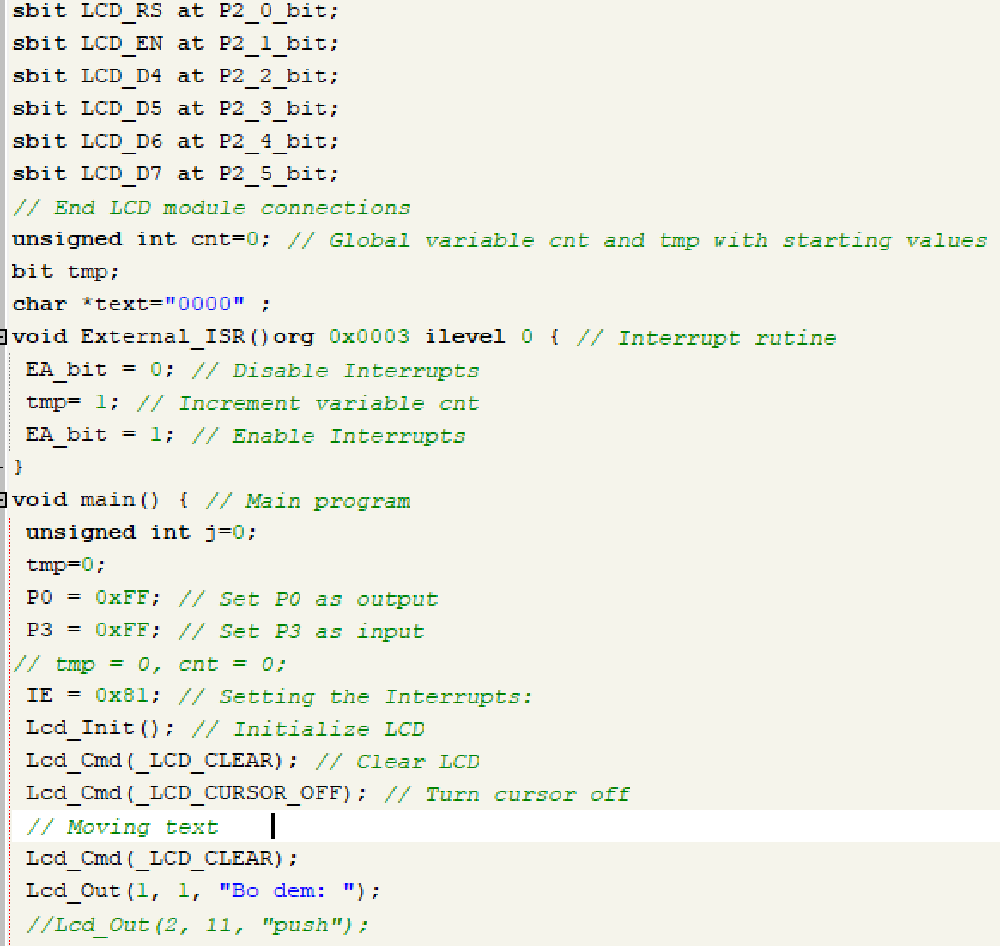 sbit LCD_RS at P2_0_bit;
sbit LCD_EN at P2_1_bit;
sbit LCD_D4 at P2_2_bit;
sbit LCD_D5 at P2_3_bit;
sbit LCD_D6 at P2_4_bit;
sbit LCD_D7 at P2_5_bit;
// End LCD module connections
unsigned int cnt=0; // Global variable cnt and tmp with starting values
bit tmp;
char *text="0000" ;
void External_ISR()org 0x0003 ilevel 0 { // Interrupt rutine
EA_bit = 0; // Disable Interrupts
tmp= 1; // Increment variable cnt
EA_bit = 1; // Enable Interrupts
}
void main() { // Main program
unsigned int j=0;
tmp=0;
P0 = 0xFF; // Set P0 as output
P3 = 0xFF; // Set P3 as input
// tmp = 0, cnt = 0;
IE = 0x81; // Setting the Interrupts:
Lcd_Init(); // Initialize LCD
Lcd_Cmd(_LCD_CLEAR); // Clear LCD
Lcd_Cmd(_LCD_CURSOR_OFF); // Turn cursor off
// Moving text
Lcd_Cmd(_LCD_CLEAR);
Lcd_Out(1, 1, "Bo dem: ");
//Lcd_Out(2, 11, "push");